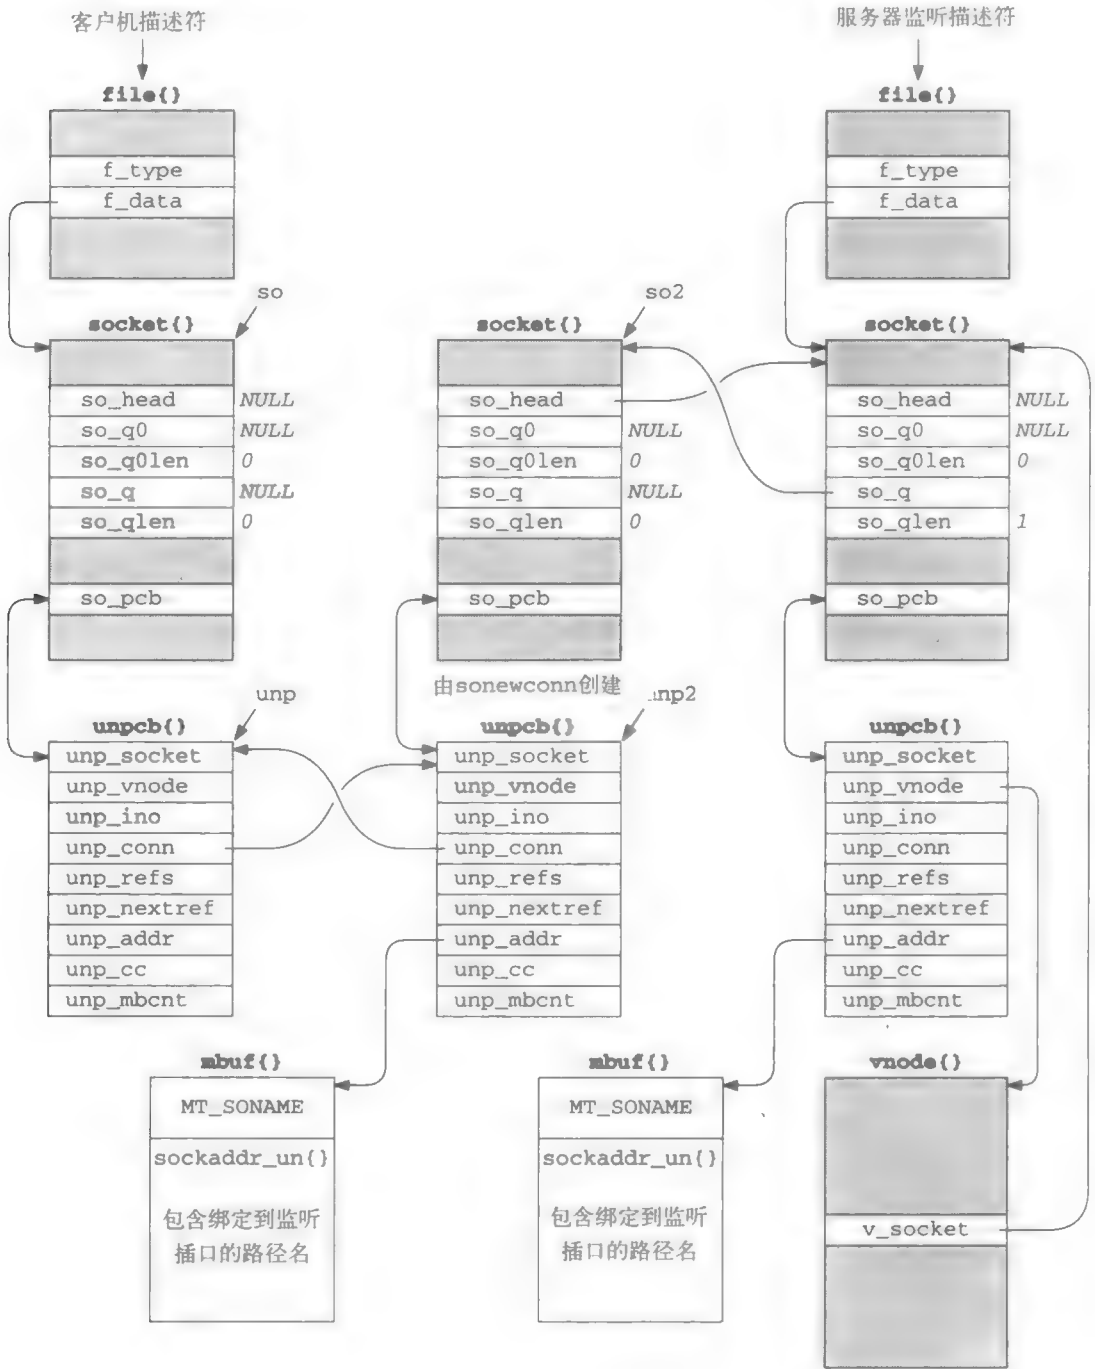 客户机描述符
服务器监听描述符
file{}
file{}
f_type
f_type
f_data
f_data
so
so2
socket{}
socket{}
socket{}
so_head NULL
so_head
so_head NULL
so_q0 NULL
so_q0 NULL
so_q0 NULL
so_q0len 0
so_q0len 0
so_q0len 0
so_q NULL
so_q NULL
so_q
so_qlen 0
so_qlen 0
so_qlen 1
so_pcb
so_pcb
so_pcb
由sonewconn创建
unp
unp2
unpcb{}
unpcb{}
unpcb{}
unp_socket
unp_socket
unp_socket
unp_vnode
unp_vnode
unp_vnode
unp_ino
unp_ino
unp_ino
unp_conn
unp_conn
unp_conn
unp_refs
unp_refs
unp_refs
unp_nextref
unp_nextref
unp_nextref
unp_addr
unp_addr
unp_addr
unp_cc
unp_cc
unp_cc
unp_mbcnt
unp_mbcnt
unp_mbcnt
mbuf{}
mbuf{}
vnode{}
MT_SONAME
MT_SONAME
sockaddr_un{}
sockaddr_un{}
包含绑定到监听
插口的路径名
包含绑定到监听
插口的路径名
v_socket